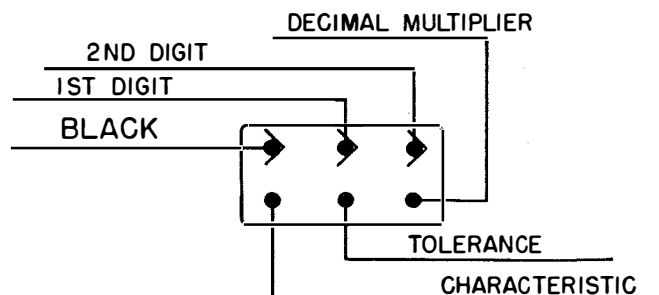 DECIMAL MULTIPLIER
2ND DIGIT
1ST DIGIT
BLACK
TOLERANCE
CHARACTERISTIC